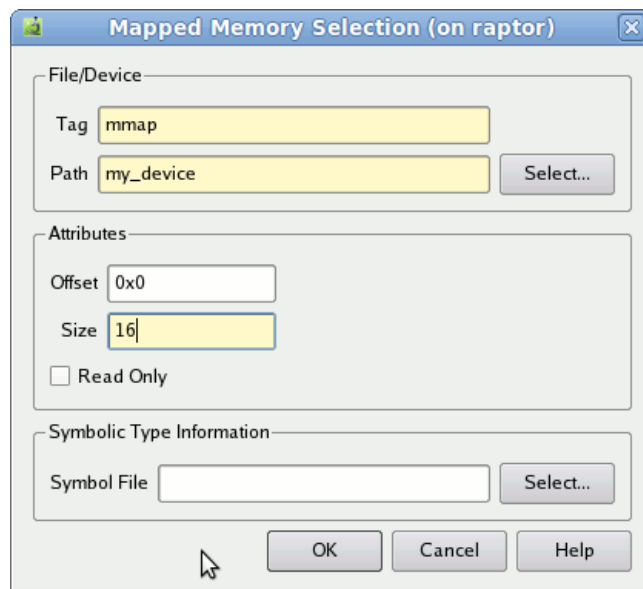 Mapped Memory Selection (on raptor)
File/Device
Tag mmap
Path my_device Select...
Attributes
Offset 0x0
Size 16
Read Only
Symbolic Type Information
Symbol File Select...
OK Cancel Help